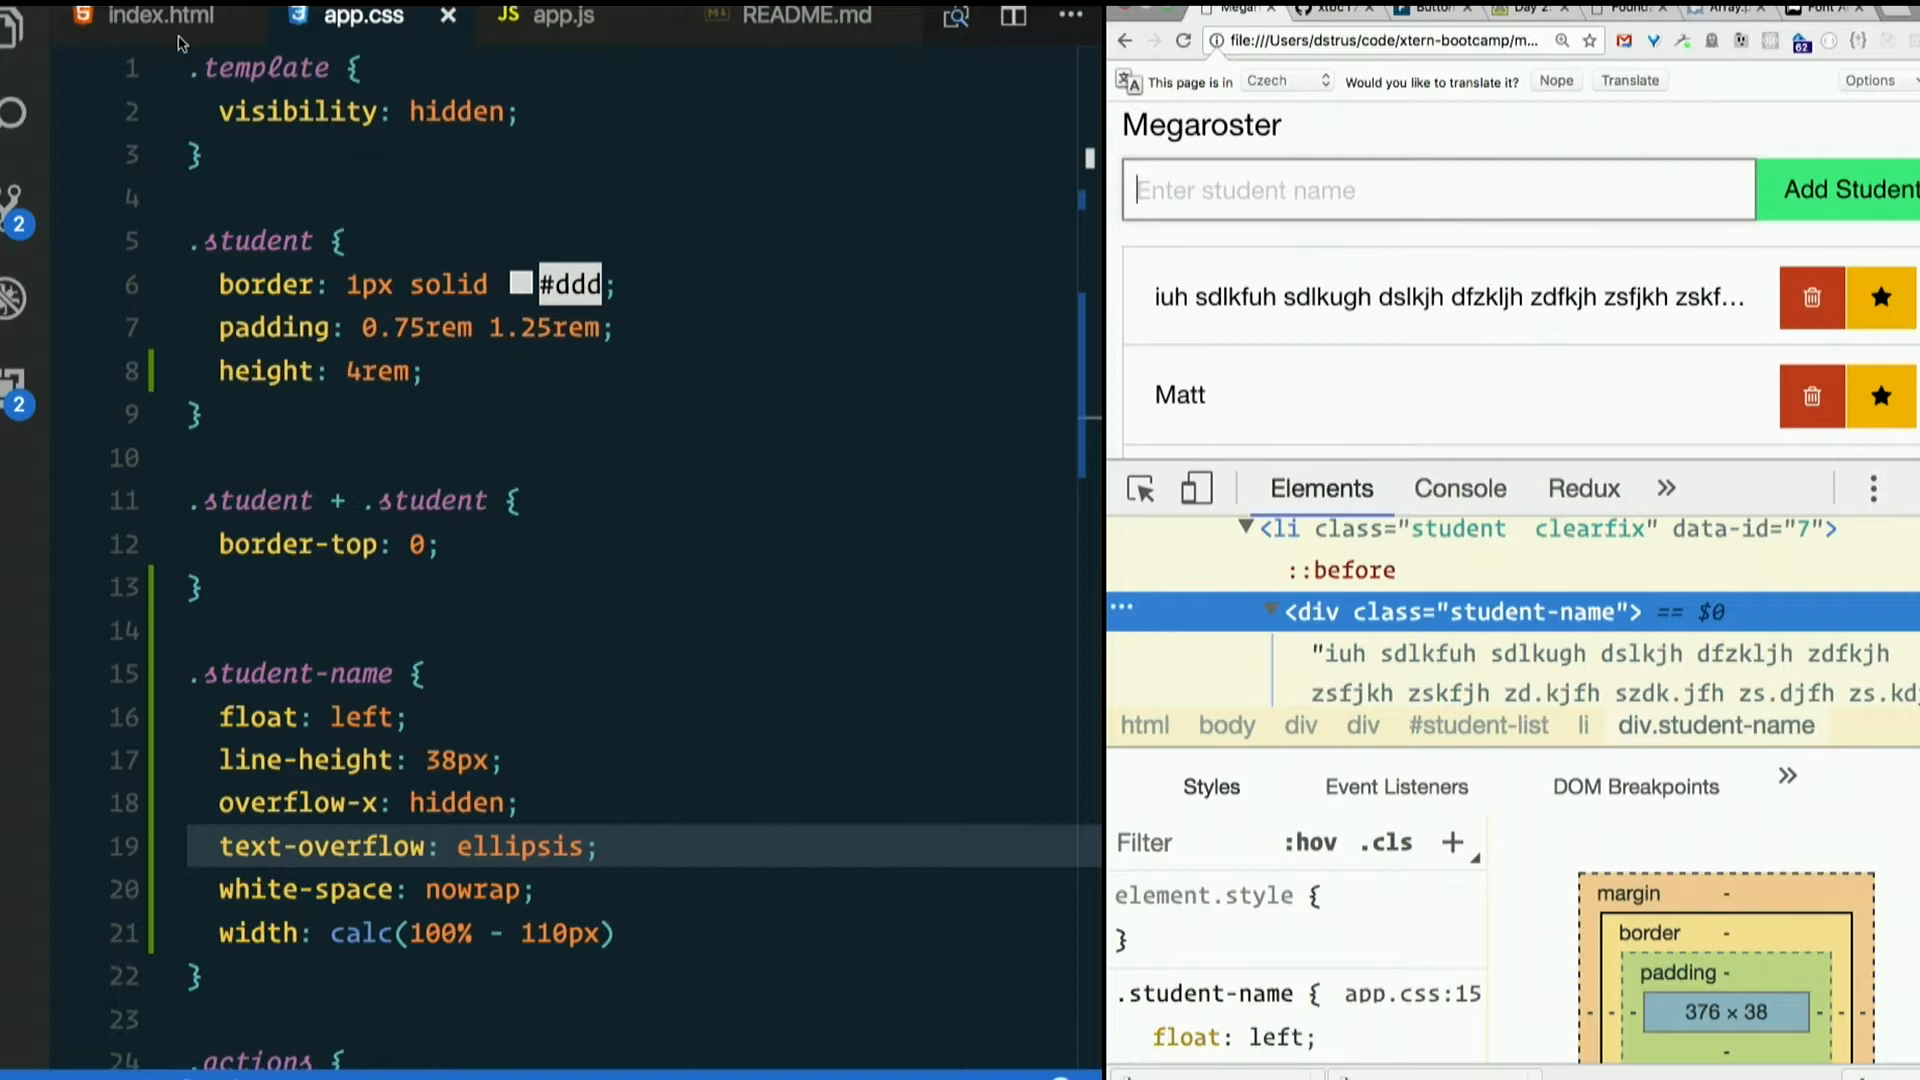 index.html
app.css
app.js
README.md
1 .template {
2 visibility: hidden;
3 }
4
5 .student {
6 border: 1px solid #ddd;
7 padding: 0.75rem 1.25rem;
8 height: 4rem;
9 }
10
11 .student + .student {
12 border-top: 0;
13 }
14
15 .student-name {
16 float: left;
17 line-height: 38px;
18 overflow-x: hidden;
19 text-overflow: ellipsis;
20 white-space: nowrap;
21 width: calc(100% - 110px)
22 }
23
24 .actions {
2
2
Button
Day 2
Array.p
Font A
file:///Users/dstrus/code/xtern-bootcamp/m...
62
This page is in Czech Would you like to translate it? Nope Translate Options
Megaroster
Enter student name
Add Student
iuh sdlkfuh sdlkugh dslkjh dfzkljh zdfkjh zsfjkh zskf…
Matt
Elements Console Redux »
<li class="student clearfix" data-id="7">
::before
... <div class="student-name"> == $0
"iuh sdlkfuh sdlkugh dslkjh dfzkljh zdfkjh
zsfjkh zskfjh zd.kjfh szdk.jfh zs.djfh zs.kd
html body div div #student-list li div.student-name
Styles Event Listeners DOM Breakpoints »
Filter :hov .cls +
element.style {
}
.student-name { app.css:15
float: left;
margin -
border -
padding -
376 × 38